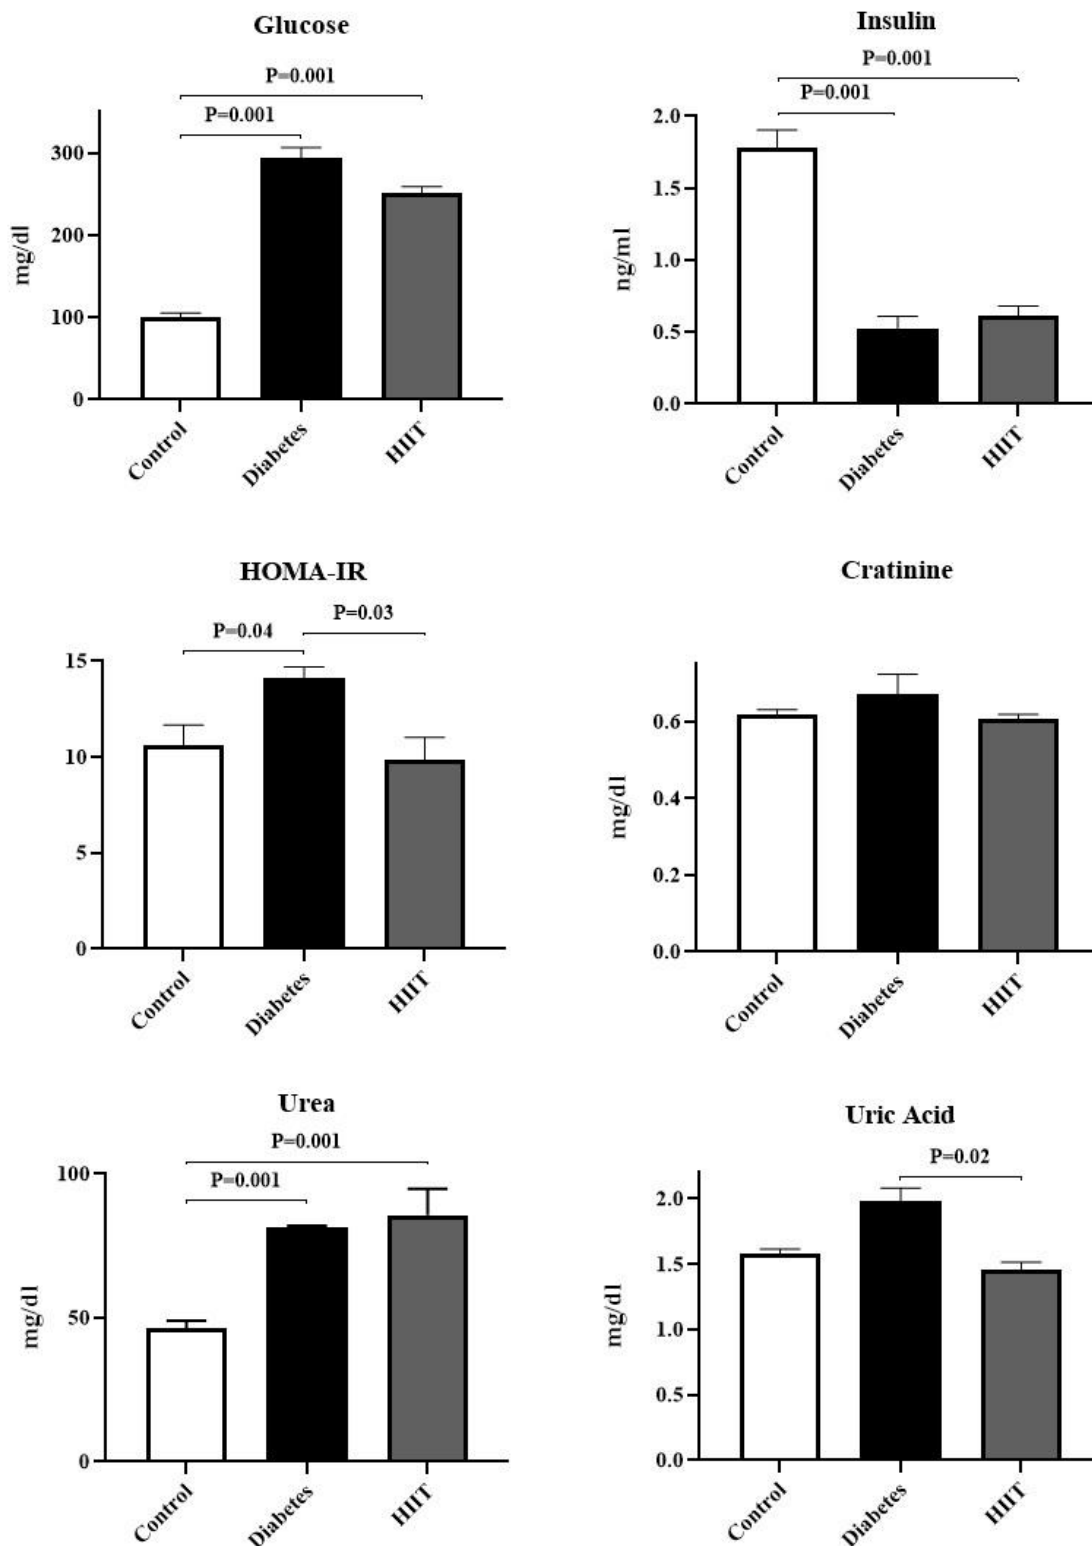 Glucose
P=0.001
P=0.001
mg/dl
300
200
100
0
Control
Diabetes
HIIT
Insulin
P=0.001
P=0.001
ng/ml
2.0
1.5
1.0
0.5
0.0
Control
Diabetes
HIIT
HOMA-IR
P=0.03
P=0.04
15
10
5
0
Control
Diabetes
HIIT
Cratinine
mg/dl
0.6
0.4
0.2
0.0
Control
Diabetes
HIIT
Urea
P=0.001
P=0.001
mg/dl
100
50
0
Control
Diabetes
HIIT
Uric Acid
P=0.02
mg/dl
2.0
1.5
1.0
0.5
0.0
Control
Diabetes
HIIT